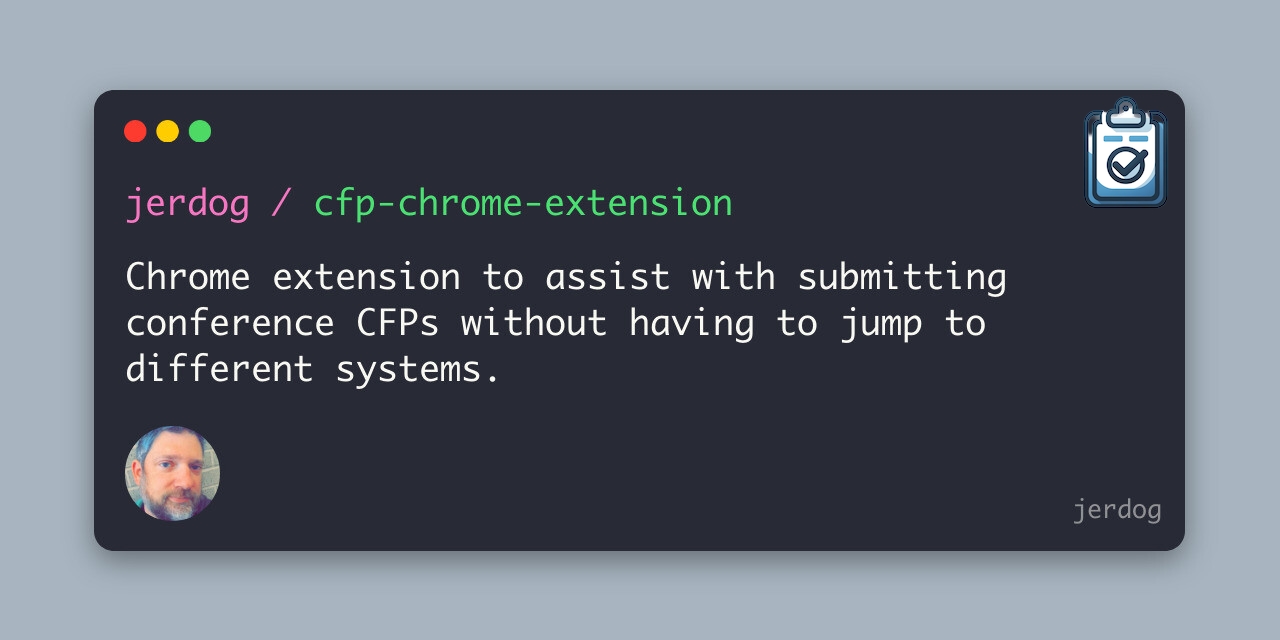 jerdog / cfp-chrome-extension
Chrome extension to assist with submitting
conference CFPs without having to jump to
different systems.
jerdog